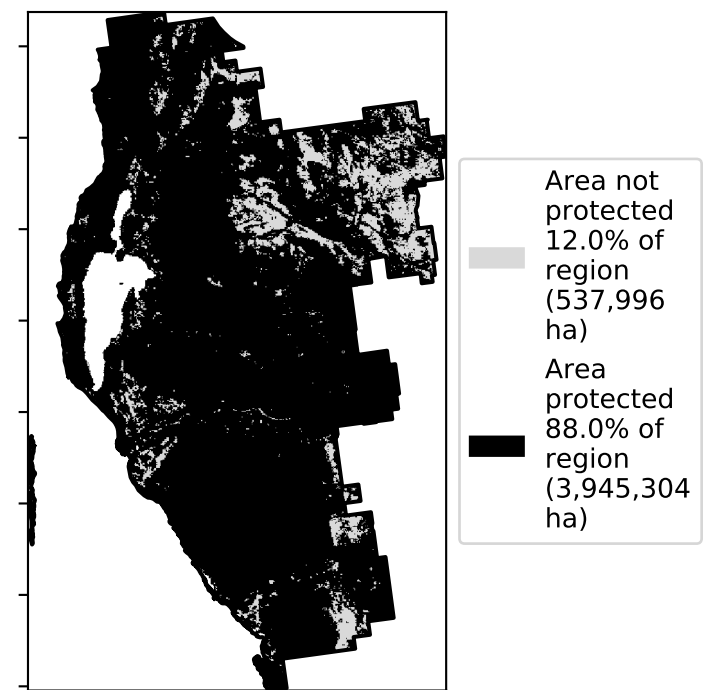 Area not
protected
12.0% of
region
(537,996
ha)
Area
protected
88.0% of
region
(3,945,304
ha)